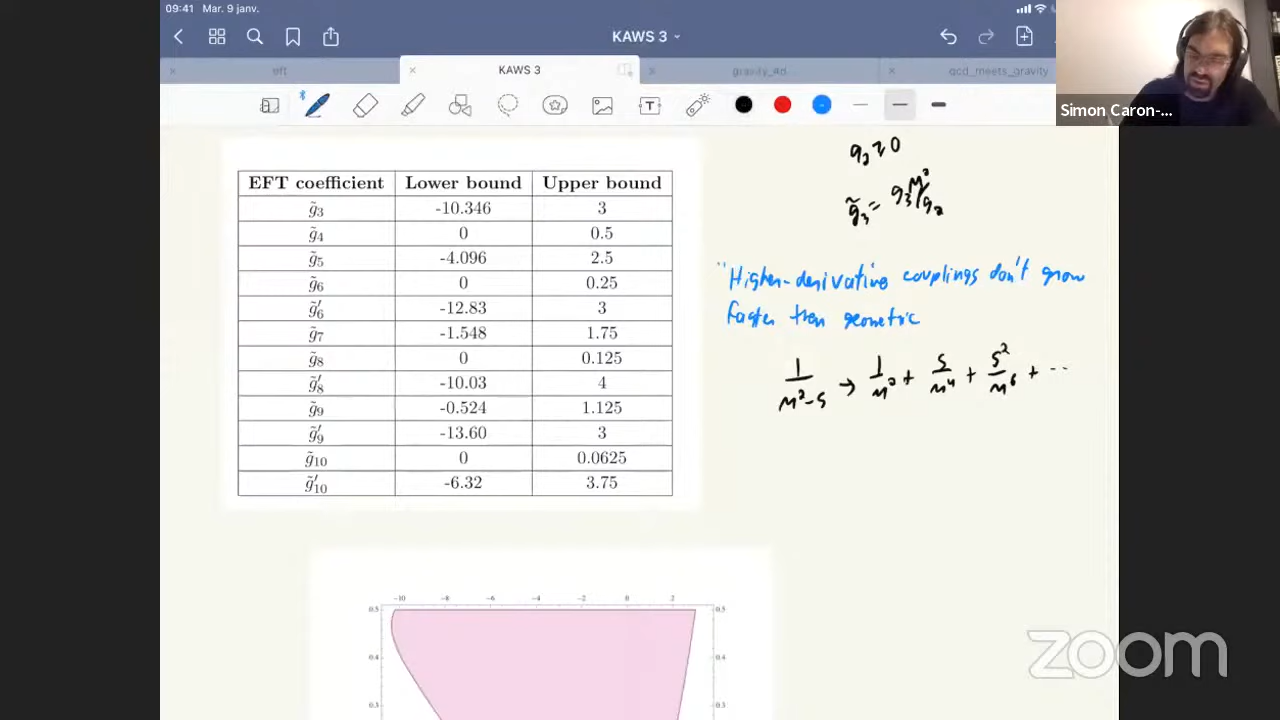 09:41 Mar. 9 janv.
KAWS 3
eft
KAWS 3
gravity_4d
qcd_meets_gravity
Simon Caron-...
EFT coefficient Lower bound Upper bound
g̃₃ -10.346 3
g̃₄ 0 0.5
g̃₅ -4.096 2.5
g̃₆ 0 0.25
g̃′₆ -12.83 3
g̃₇ -1.548 1.75
g̃₈ 0 0.125
g̃′₈ -10.03 4
g̃₉ -0.524 1.125
g̃′₉ -13.60 3
g̃₁₀ 0 0.0625
g̃′₁₀ -6.32 3.75
g₂ ≥ 0
g̃₃ = g₃ M²/g₂
"Higher-derivative couplings don't grow
faster then geometric
1/(M²-s) → 1/M² + s/M⁴ + s²/M⁶ + ...
-10 -8 -6 -4 -2 0 2
0.5 0.5
0.4 0.4
0.3 0.3
zoom